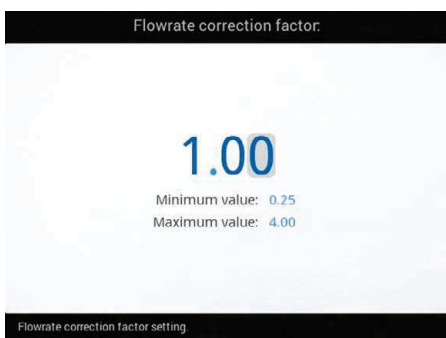 Flowrate correction factor:
1.00
Minimum value: 0.25
Maximum value: 4.00
Flowrate correction factor setting.